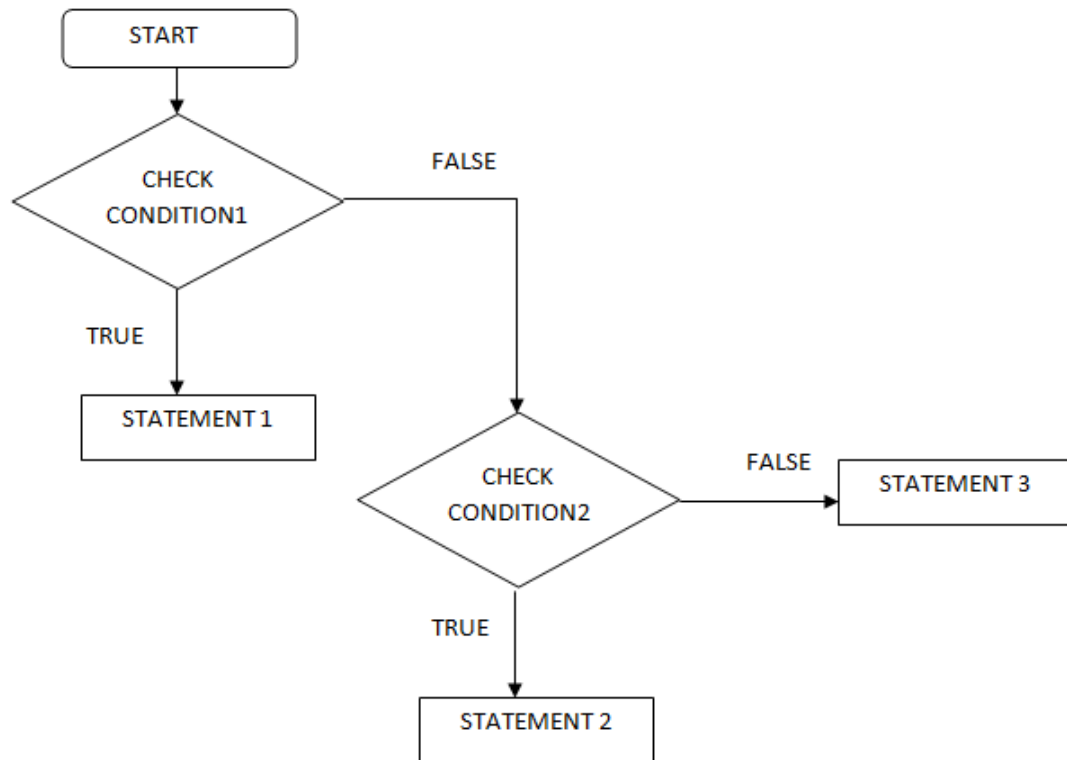 START
CHECK
CONDITION1
FALSE
TRUE
STATEMENT 1
CHECK
CONDITION2
FALSE
STATEMENT 3
TRUE
STATEMENT 2